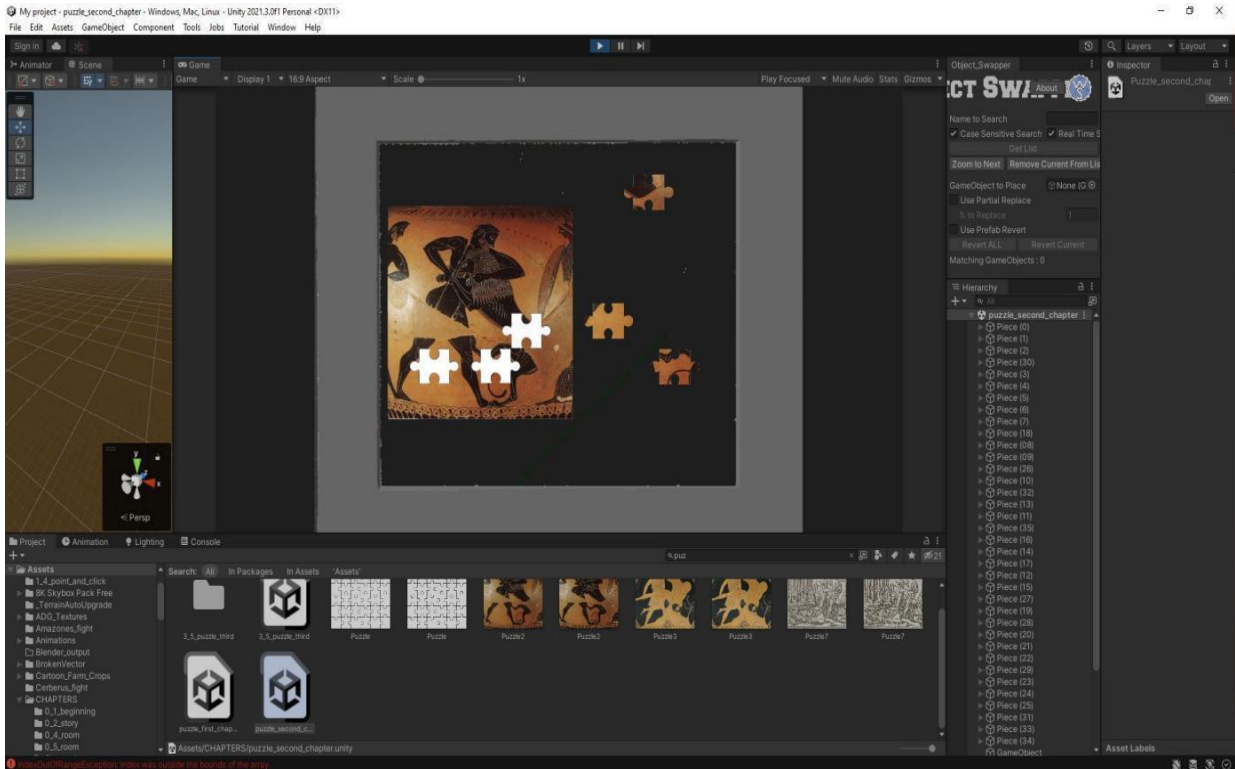 My project - puzzle_second_chapter - Windows, Mac, Linux - Unity 2021.3.0f1 Personal <DX11>
File Edit Assets GameObject Component Tools Jobs Tutorial Window Help
Sign in
Layers Layout
Animator Scene
Game
Game Display 1 16:9 Aspect Scale 1x Play Focused Mute Audio Stats Gizmos
y
x
Persp
Object_Swapper
CT SW
About
Name to Search
Case Sensitive Search Real Time S
Get List
Zoom to Next Remove Current From Lis
GameObject to Place None (G
Use Partial Replace
% to Replace 1
Use Prefab Revert
Revert ALL Revert Current
Matching GameObjects : 0
Hierarchy
All
puzzle_second_chapter
Piece (0)
Piece (1)
Piece (2)
Piece (30)
Piece (3)
Piece (4)
Piece (5)
Piece (6)
Piece (7)
Piece (18)
Piece (08)
Piece (09)
Piece (26)
Piece (10)
Piece (32)
Piece (13)
Piece (11)
Piece (35)
Piece (16)
Piece (14)
Piece (17)
Piece (12)
Piece (15)
Piece (27)
Piece (19)
Piece (28)
Piece (20)
Piece (21)
Piece (22)
Piece (29)
Piece (23)
Piece (24)
Piece (25)
Piece (31)
Piece (33)
Piece (34)
GameObject
Inspector
Puzzle_second_chap
Open
Asset Labels
Project Animation Lighting Console
puz
21
Assets
1_4_point_and_click
8K Skybox Pack Free
_TerrainAutoUpgrade
ADG_Textures
Amazones_fight
Animations
Blender_output
BrokenVector
Cartoon_Farm_Crops
Cerberus_fight
CHAPTERS
0_1_beginning
0_2_story
0_4_room
0_5_room
Search: All In Packages In Assets 'Assets'
3_5_puzzle_third 3_5_puzzle_third Puzzle Puzzle Puzzle2 Puzzle2 Puzzle3 Puzzle3 Puzzle7 Puzzle7
puzzle_first_chap... puzzle_second_c...
Assets/CHAPTERS/puzzle_second_chapter.unity
IndexOutOfRangeException: Index was outside the bounds of the array.